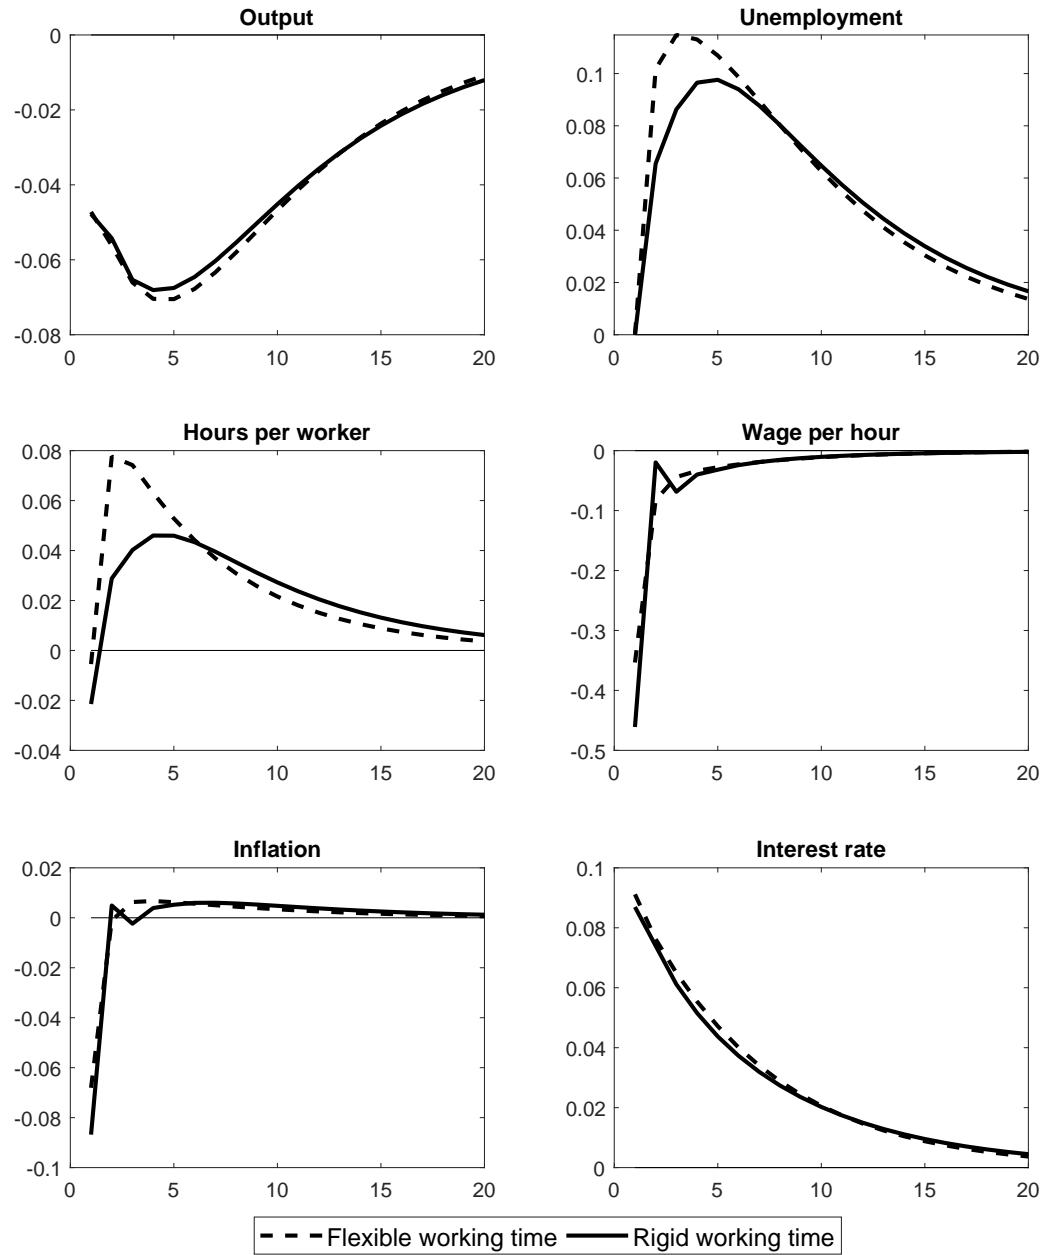 Output
0
-0.02
-0.04
-0.06
-0.08
0 5 10 15 20
Unemployment
0.1
0.08
0.06
0.04
0.02
0
0 5 10 15 20
Hours per worker
0.08
0.06
0.04
0.02
0
-0.02
-0.04
0 5 10 15 20
Wage per hour
0
-0.1
-0.2
-0.3
-0.4
-0.5
0 5 10 15 20
Inflation
0.02
0
-0.02
-0.04
-0.06
-0.08
-0.1
0 5 10 15 20
Interest rate
0.1
0.08
0.06
0.04
0.02
0
0 5 10 15 20
Flexible working time Rigid working time